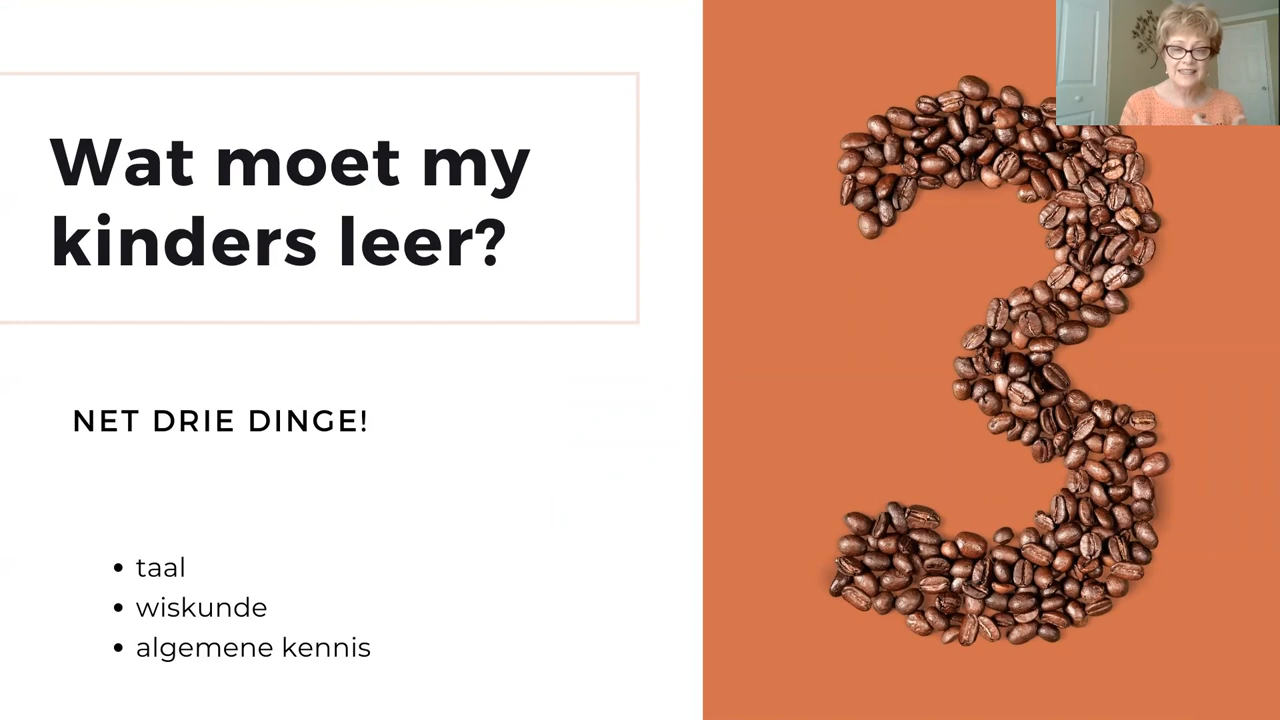 Wat moet my
kinders leer?
NET DRIE DINGE!
• taal
• wiskunde
• algemene kennis